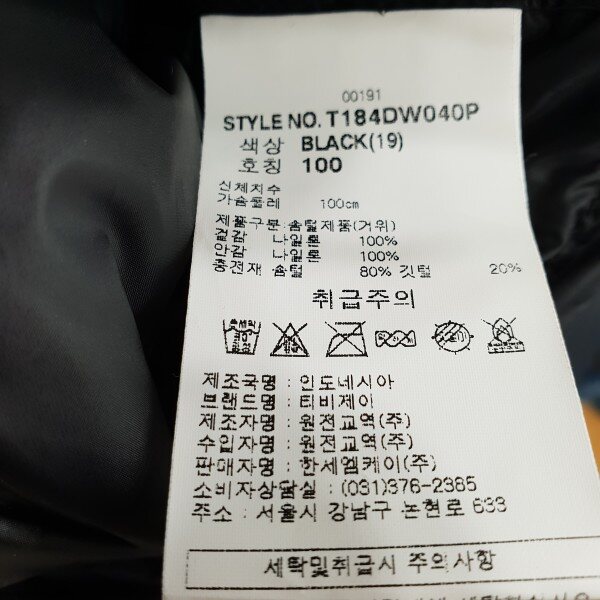 00191
STYLE NO. T184DW040P
색상 BLACK(19)
호칭 100
신체치수
가슴둘레 100cm
제품구분:솜털제품(거위)
겉감 나일론 100%
안감 나일론 100%
충전재 솜털 80% 깃털 20%
취급주의
제조국명 : 인도네시아
브랜드명 : 티비제이
제조자명 : 원전교역(주)
수입자명 : 원전교역(주)
판매자명 : 한세엠케이(주)
소비자상담실 : (031)376-2385
주소 : 서울시 강남구 논현로 633
세탁및취급시 주의사항